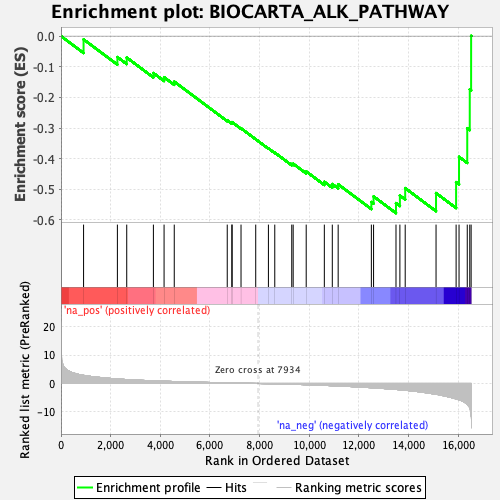 Enrichment plot: BIOCARTA_ALK_PATHWAY
Enrichment score (ES)
0.0
-0.1
-0.2
-0.3
-0.4
-0.5
-0.6
'na_pos' (positively correlated)
Ranked list metric (PreRanked)
20
10
0
-10
Zero cross at 7934
'na_neg' (negatively correlated)
0
2,000
4,000
6,000
8,000
10,000
12,000
14,000
16,000
Rank in Ordered Dataset
Enrichment profile
Hits
Ranking metric scores